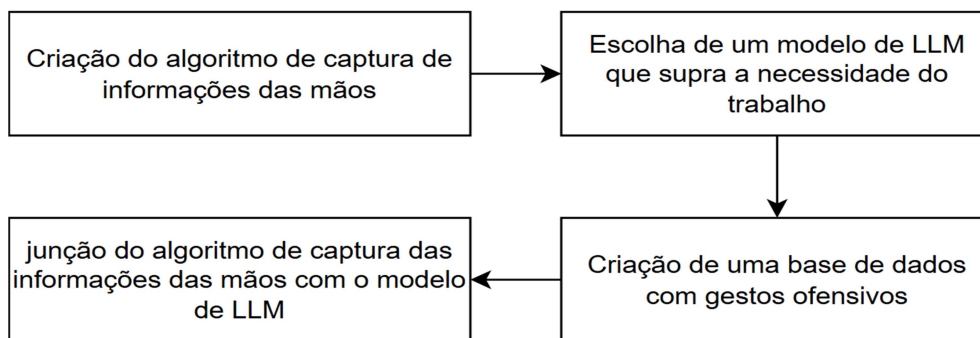 Criação do algoritmo de captura de
informações das mãos
Escolha de um modelo de LLM
que supra a necessidade do
trabalho
Criação de uma base de dados
com gestos ofensivos
junção do algoritmo de captura das
informações das mãos com o modelo
de LLM